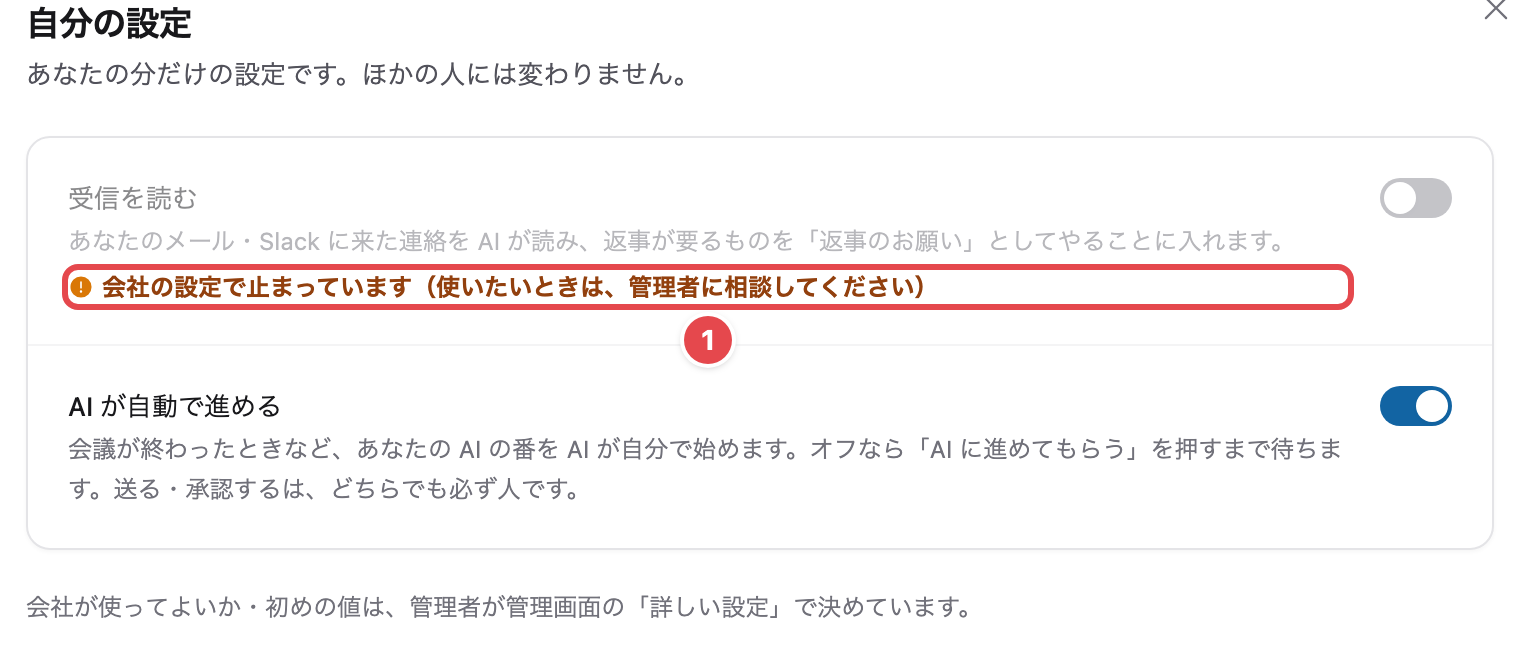 自分の設定
あなたの分だけの設定です。ほかの人には変わりません。
受信を読む
あなたのメール・Slack に来た連絡を AI が読み、返事が要るものを「返事のお願い」としてやることに入れます。
会社の設定で止まっています（使いたいときは、管理者に相談してください）
1
AI が自動で進める
会議が終わったときなど、あなたの AI の番を AI が自分で始めます。オフなら「AI に進めてもらう」を押すまで待ちま
す。送る・承認するは、どちらでも必ず人です。
会社が使ってよいか・初めの値は、管理者が管理画面の「詳しい設定」で決めています。